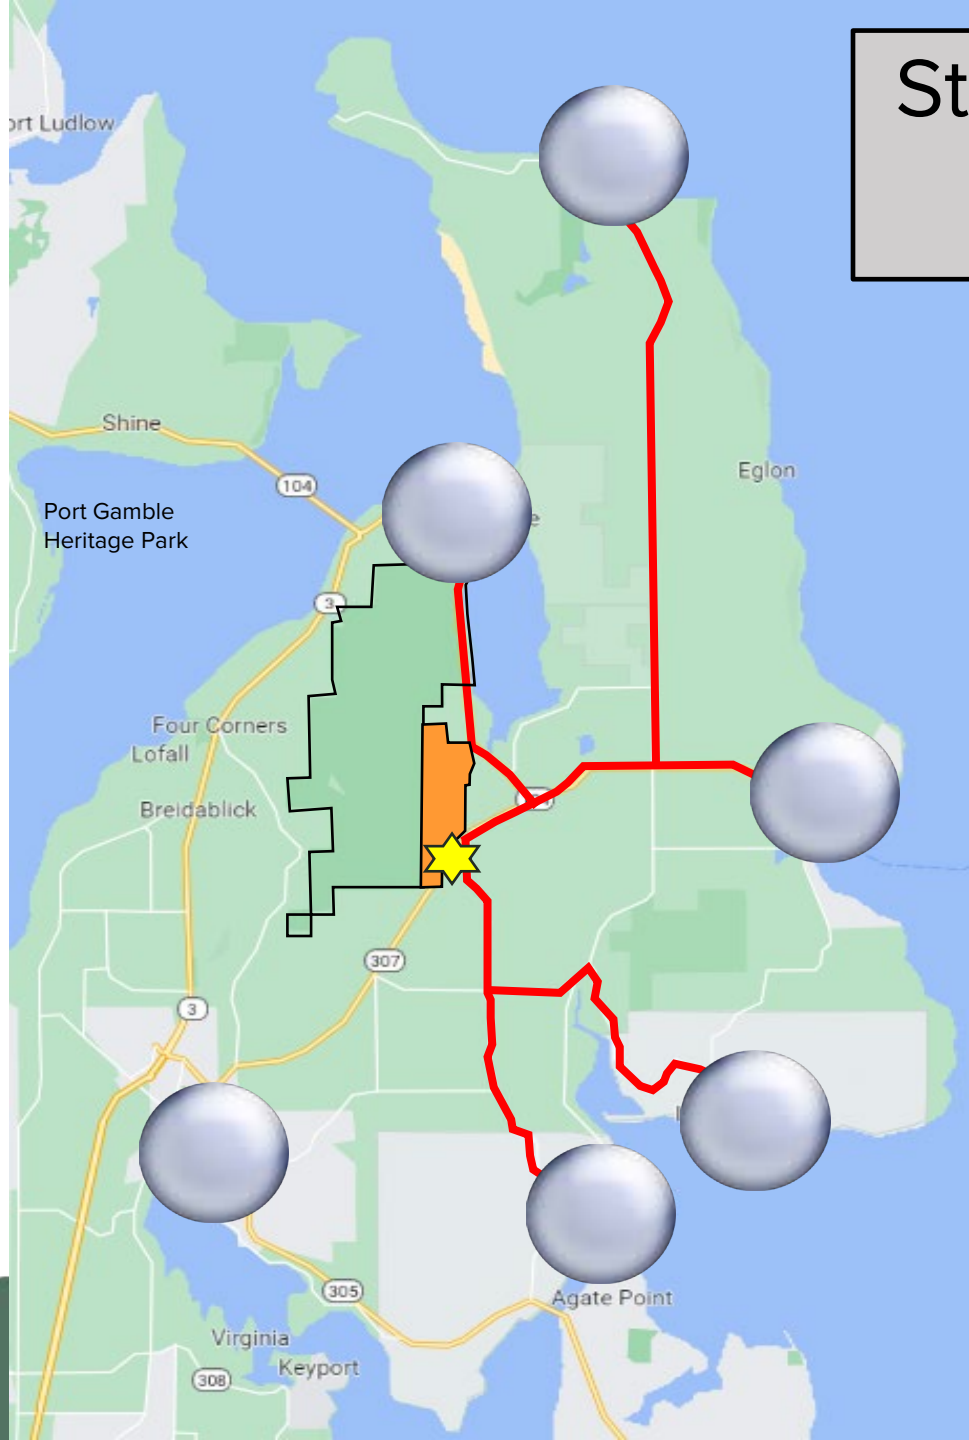 St
ort Ludlow
Shine
104
Eglon
Port Gamble
Heritage Park
e
3
Four Corners
Lofall
Breidablick
307
3
305
Agate Point
Virginia
Keyport
308